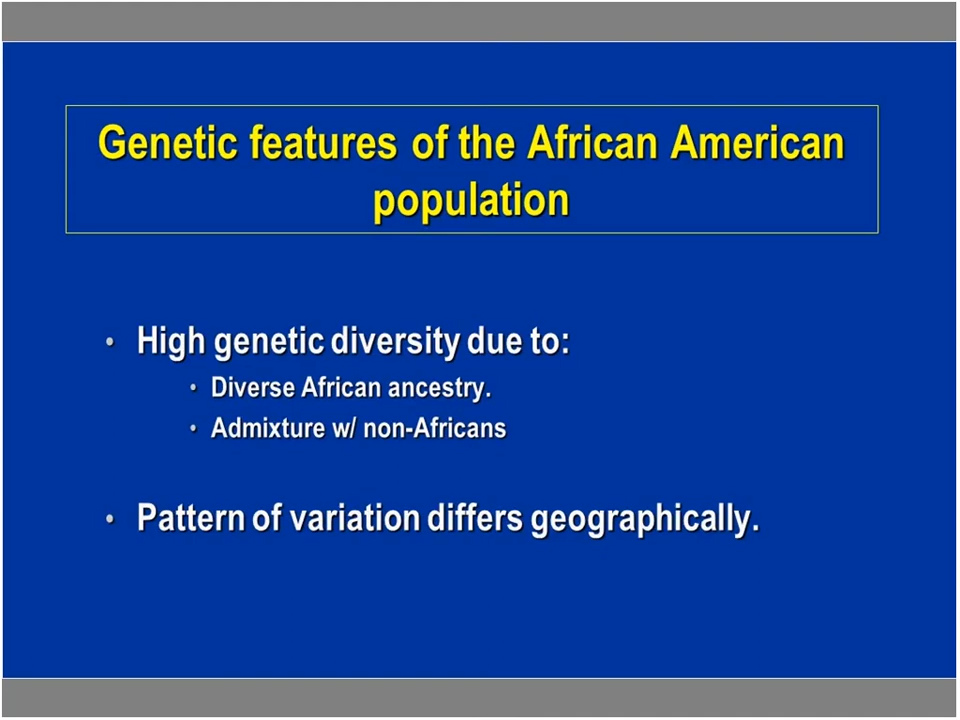 Genetic features of the African American
population
• High genetic diversity due to:
• Diverse African ancestry.
• Admixture w/ non-Africans
• Pattern of variation differs geographically.